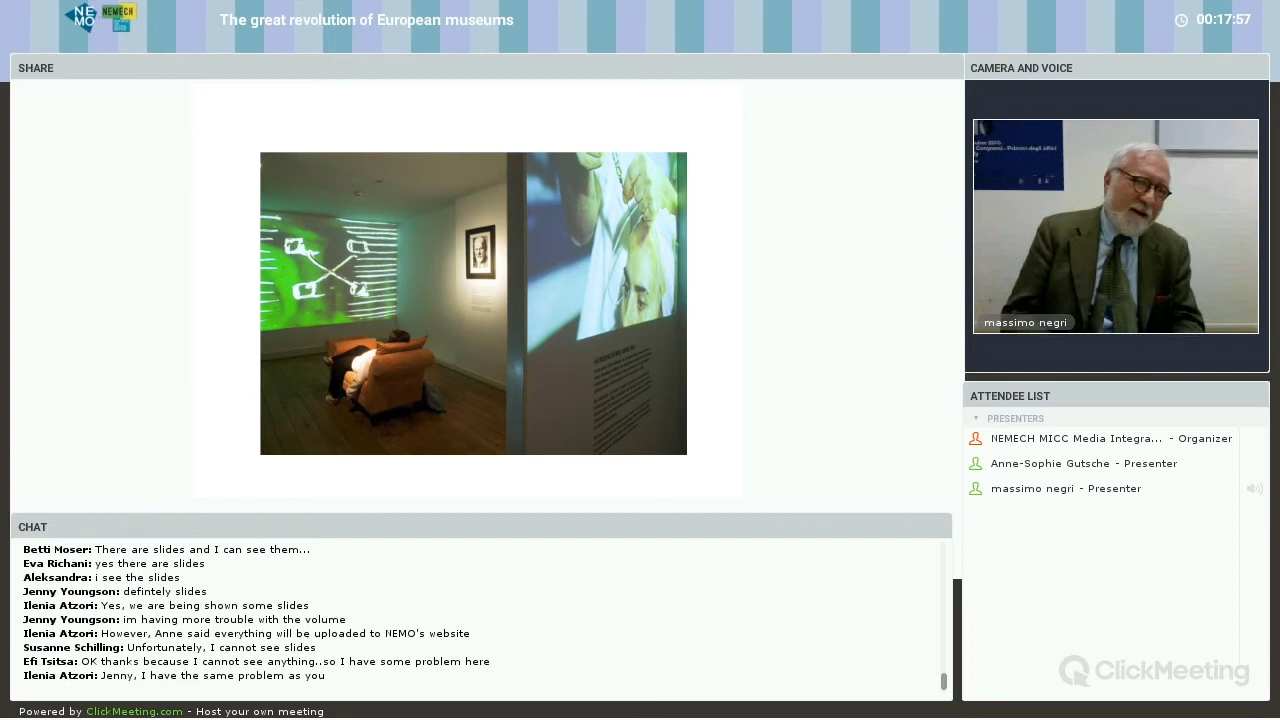 NE
MO
NEMECH
The great revolution of European museums
00:17:57
SHARE
CAMERA AND VOICE
massimo negri
ATTENDEE LIST
PRESENTERS
NEMECH MICC Media Integra... - Organizer
Anne-Sophie Gutsche - Presenter
massimo negri - Presenter
CHAT
Betti Moser: There are slides and I can see them...
Eva Richani: yes there are slides
Aleksandra: i see the slides
Jenny Youngson: defintely slides
Ilenia Atzori: Yes, we are being shown some slides
Jenny Youngson: im having more trouble with the volume
Ilenia Atzori: However, Anne said everything will be uploaded to NEMO's website
Susanne Schilling: Unfortunately, I cannot see slides
Efi Tsitsa: OK thanks because I cannot see anything..so I have some problem here
Ilenia Atzori: Jenny, I have the same problem as you
ClickMeeting
Powered by ClickMeeting.com - Host your own meeting